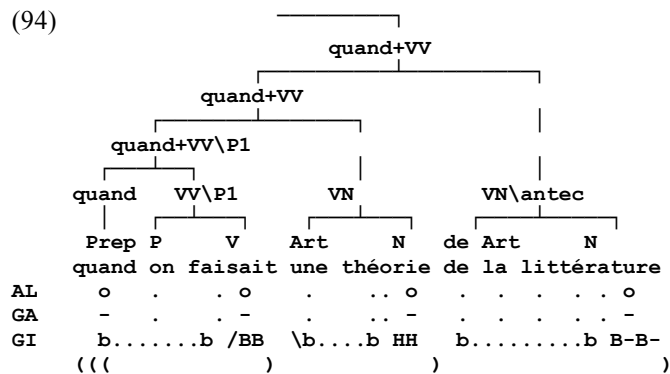 (94)
quand+VV
quand+VV
quand+VV\P1
quand VV\P1 VN VN\antec
Prep P V Art N de Art N
quand on faisait une théorie de la littérature
AL o . . o . .. o . . . . . o
GA - . . - . .. - . . . . . -
GI b.......b /BB \b....b HH b.........b B-B-
((( ) ) )